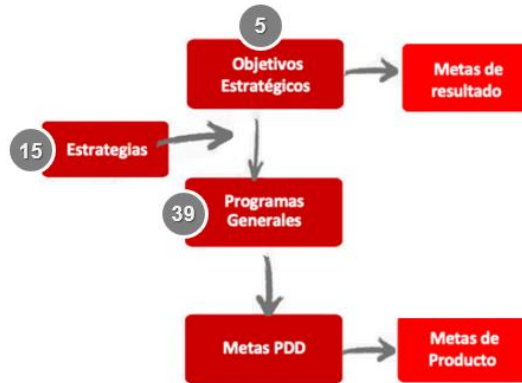 5
Objetivos
Estratégicos
Metas de
resultado
15
Estrategias
39
Programas
Generales
Metas PDD
Metas de
Producto